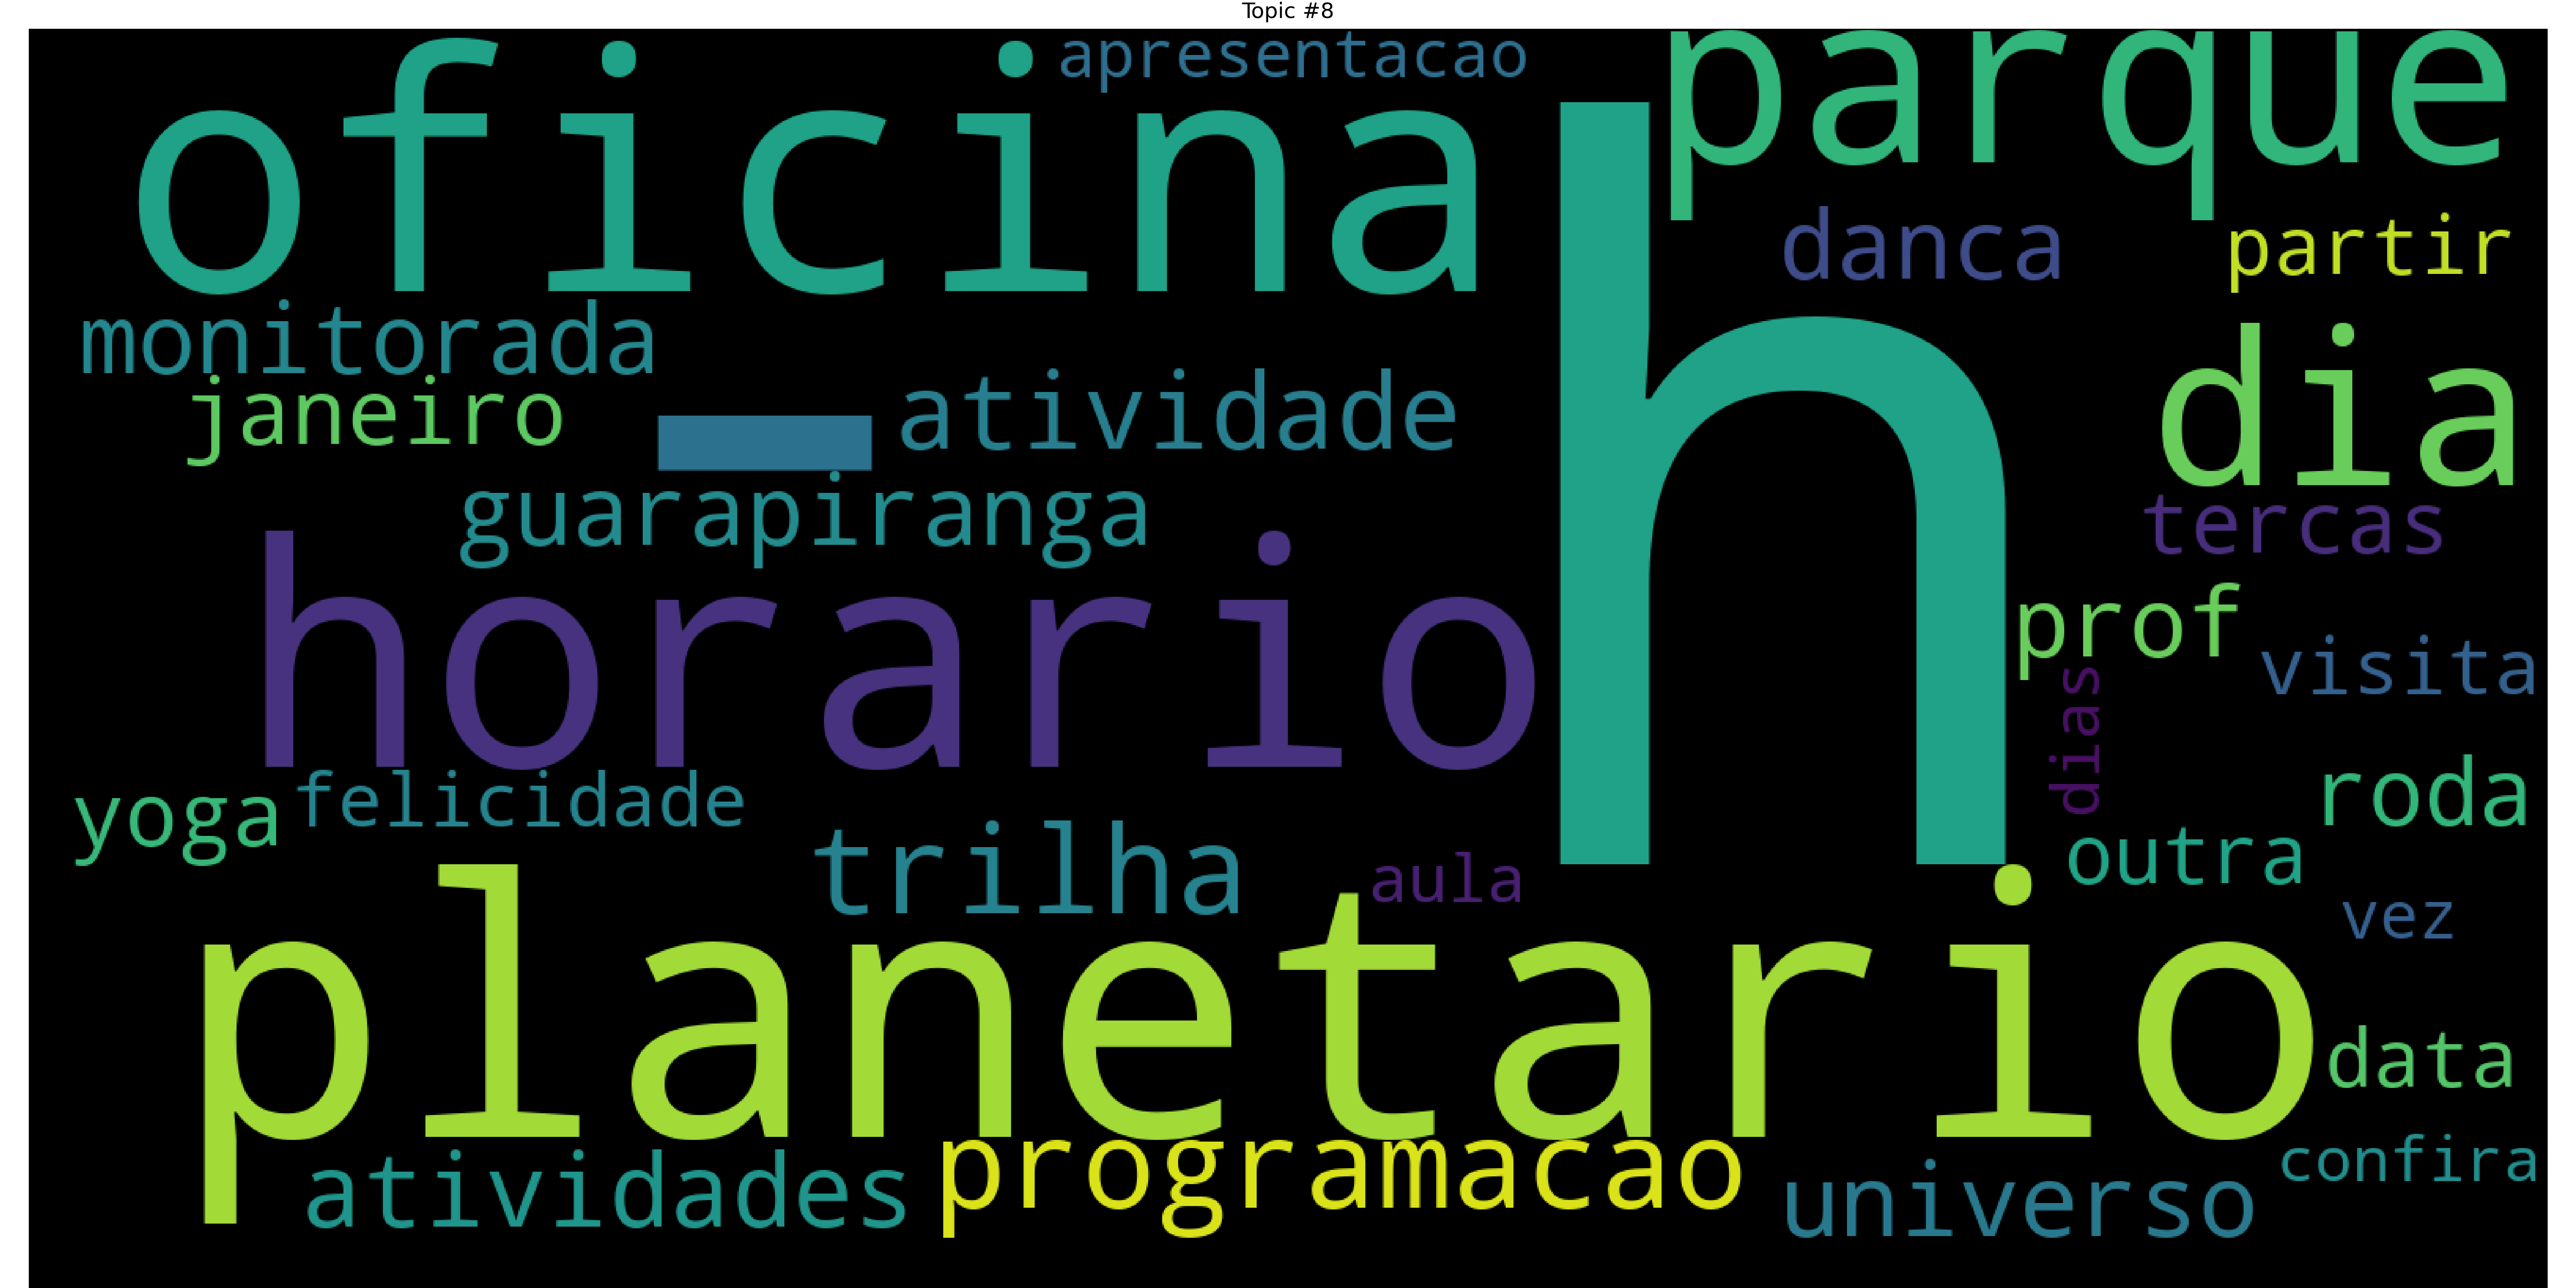 Topic #8
apresentacao
parque
oficina
h
danca
partir
monitorada
dia
janeiro
atividade
guarapiranga
tercas
horario
prof
visita
dias
yoga
felicidade
roda
trilha
aula
outra
vez
planetario
data
atividades
programacao
universo
confira